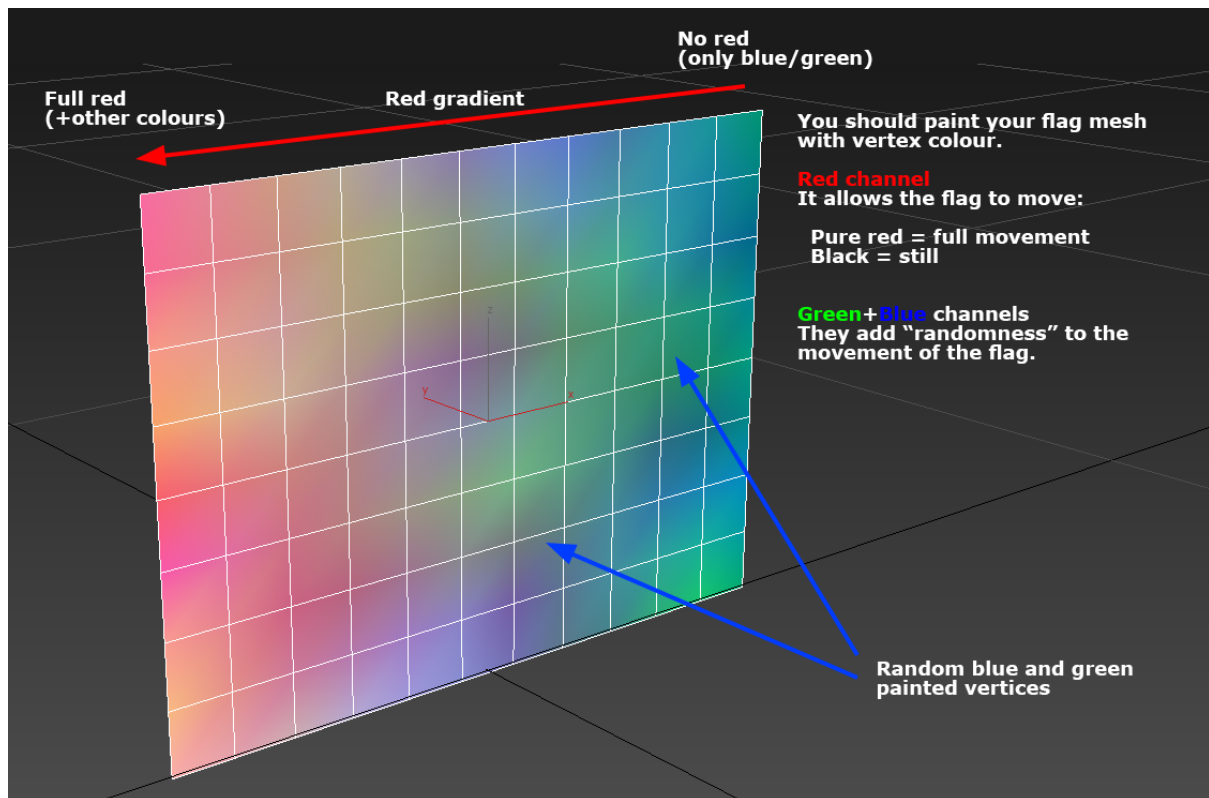 No red
(only blue/green)
Full red
(+other colours)
Red gradient
You should paint your flag mesh
with vertex colour.
Red channel
It allows the flag to move:
Pure red = full movement
Black = still
Green+Blue channels
They add “randomness” to the
movement of the flag.
z
y
x
Random blue and green
painted vertices